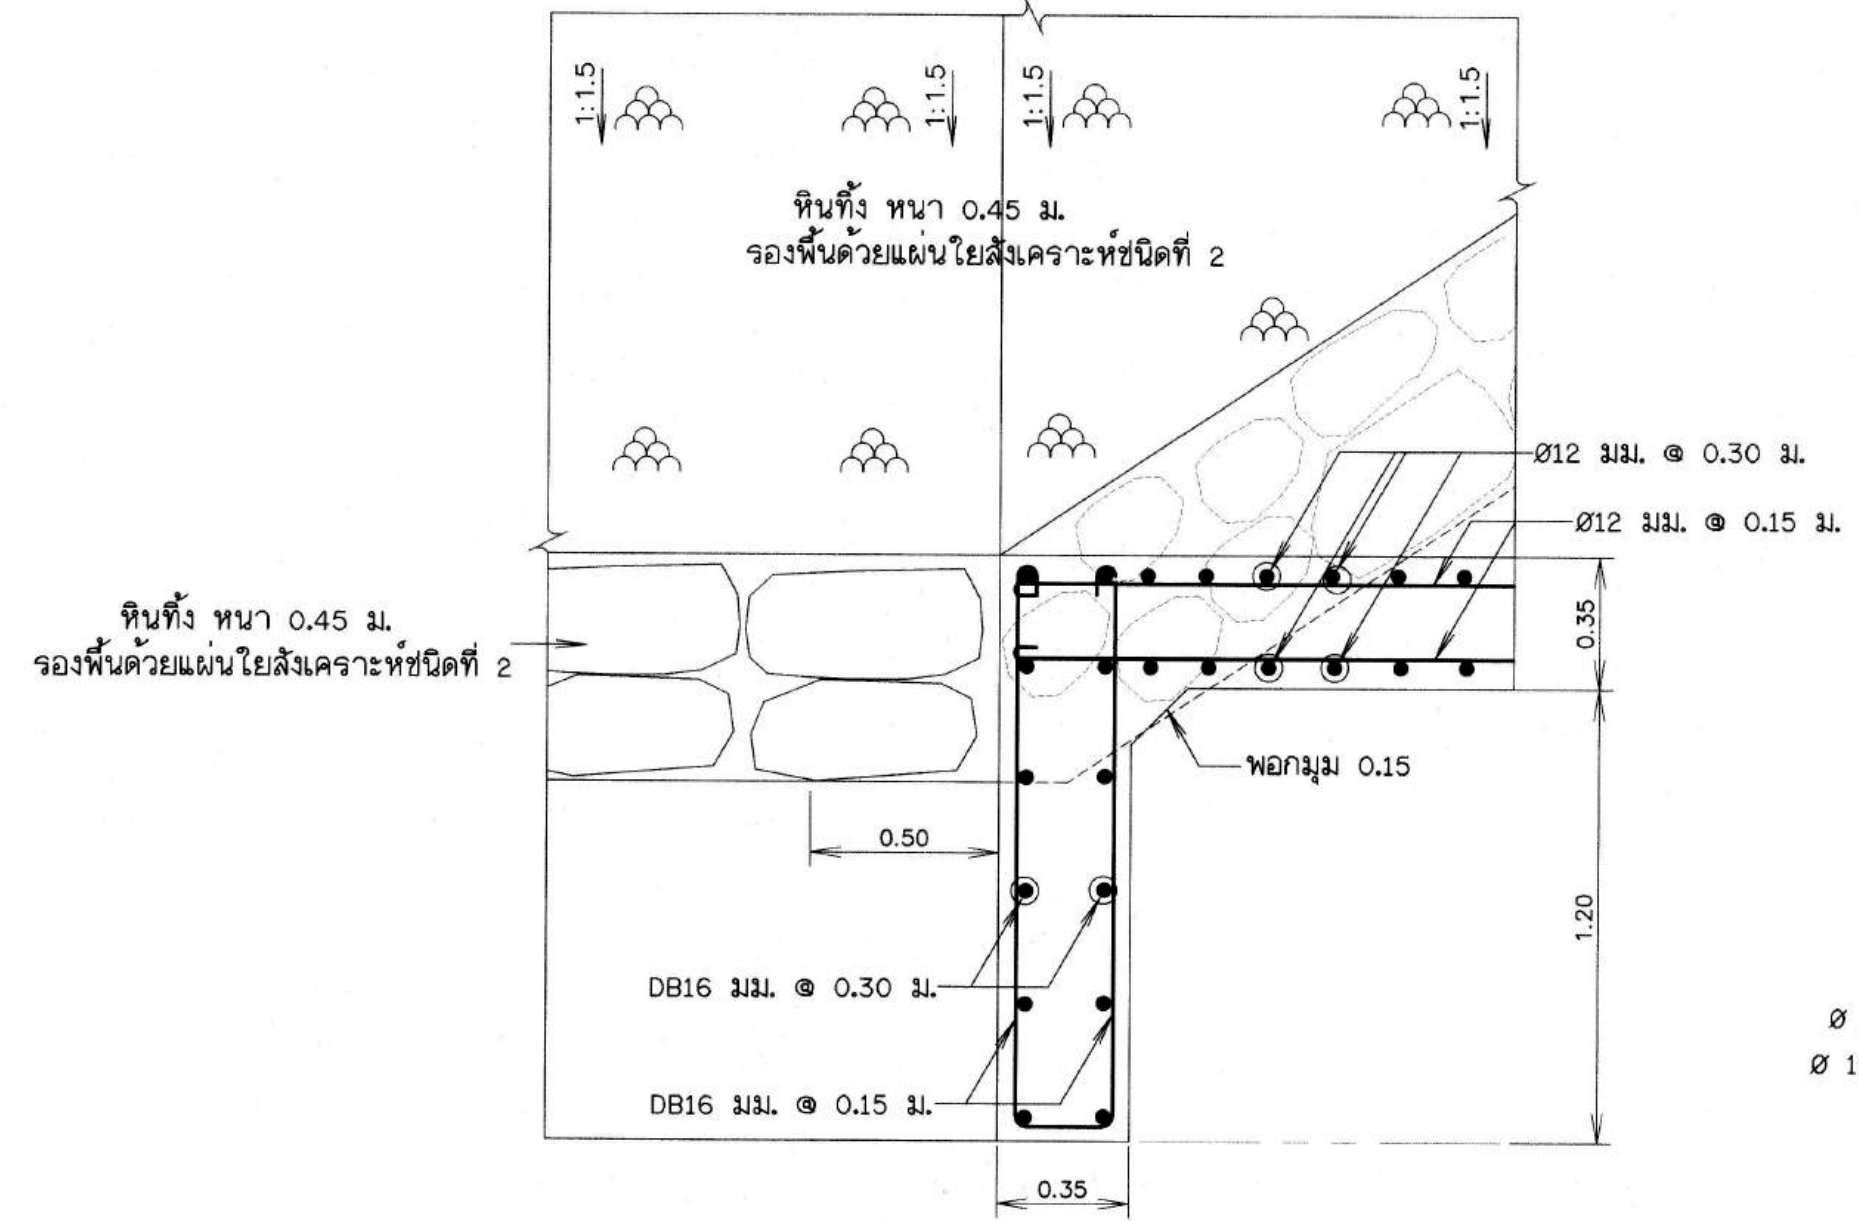 1:1.5
1:1.5
1:1.5
1:1.5
หินทิ้ง หนา 0.45 ม.
รองพื้นด้วยแผ่นใยสังเคราะห์ชนิดที่ 2
Ø12 มม. @ 0.30 ม.
Ø12 มม. @ 0.15 ม.
หินทิ้ง หนา 0.45 ม.
รองพื้นด้วยแผ่นใยสังเคราะห์ชนิดที่ 2
0.35
พอกมุม 0.15
0.50
1.20
DB16 มม. @ 0.30 ม.
Ø
Ø 1
DB16 มม. @ 0.15 ม.
0.35